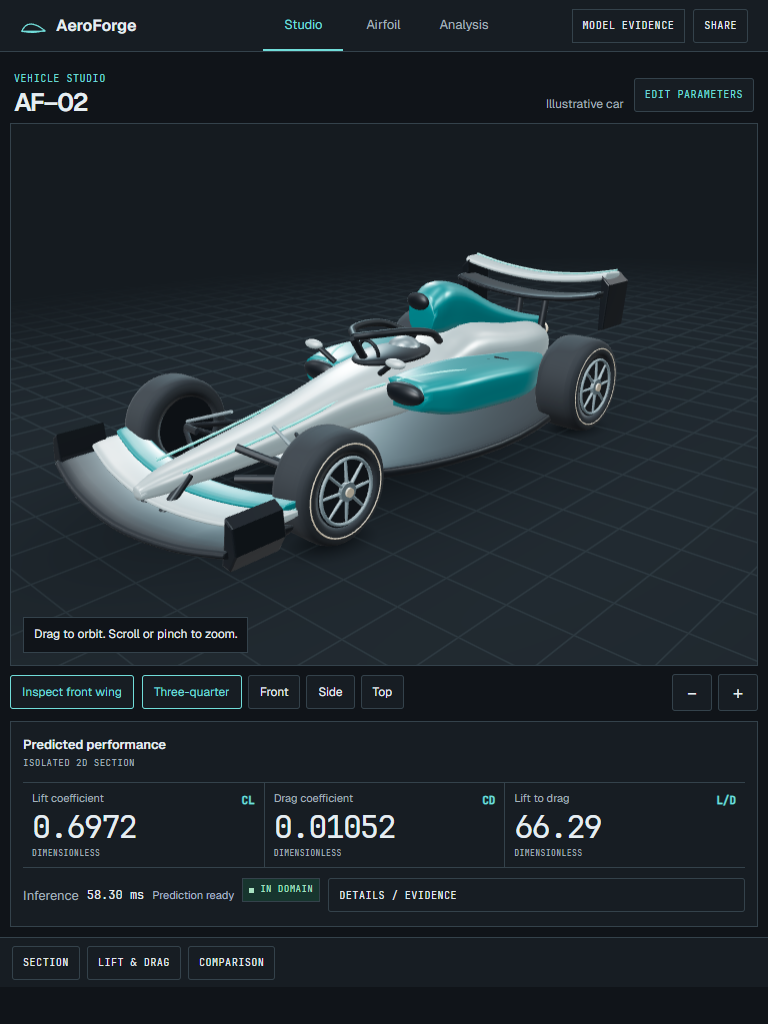 AeroForge
Studio
Airfoil
Analysis
MODEL EVIDENCE
SHARE
VEHICLE STUDIO
AF–02
Illustrative car
EDIT PARAMETERS
Drag to orbit. Scroll or pinch to zoom.
Inspect front wing
Three-quarter
Front
Side
Top
−
+
Predicted performance
ISOLATED 2D SECTION
Lift coefficient
CL
0.6972
DIMENSIONLESS
Drag coefficient
CD
0.01052
DIMENSIONLESS
Lift to drag
L/D
66.29
DIMENSIONLESS
Inference 58.30 ms Prediction ready
IN DOMAIN
DETAILS / EVIDENCE
SECTION
LIFT & DRAG
COMPARISON